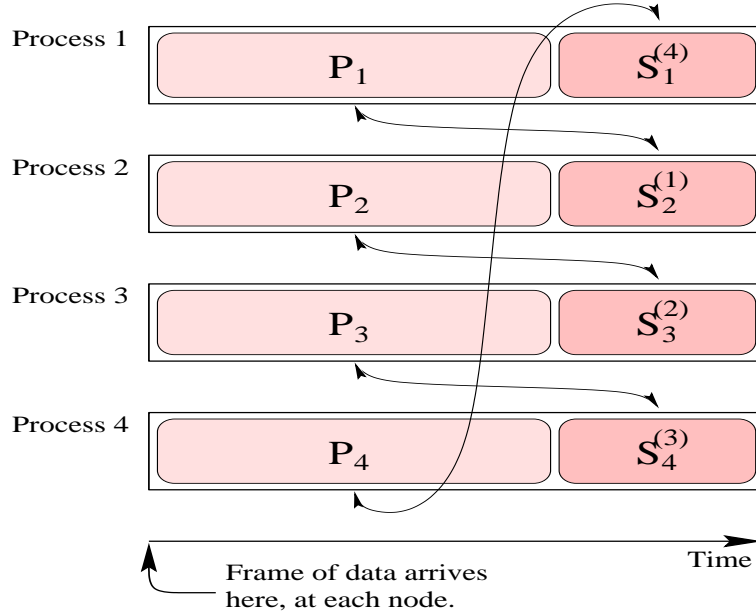 Process 1
P₁ S₁⁽⁴⁾
Process 2
P₂ S₂⁽¹⁾
Process 3
P₃ S₃⁽²⁾
Process 4
P₄ S₄⁽³⁾
Time
Frame of data arrives
here, at each node.